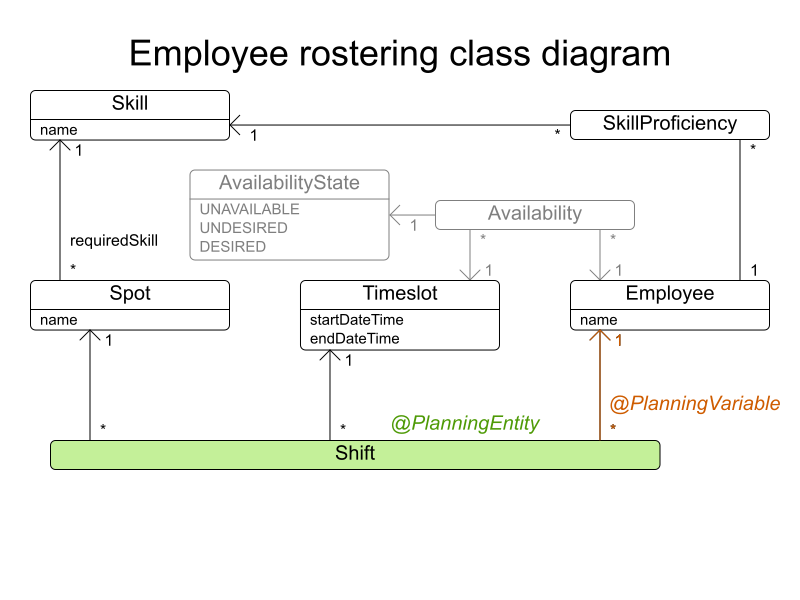 Employee rostering class diagram
Skill
name
1
*
SkillProficiency
1
*
AvailabilityState
UNAVAILABLE
UNDESIRED
DESIRED
1
Availability
*
*
requiredSkill
*
1
1
1
Spot
name
Timeslot
startDateTime
endDateTime
Employee
name
1
1
1
@PlanningVariable
@PlanningEntity
*
*
*
Shift